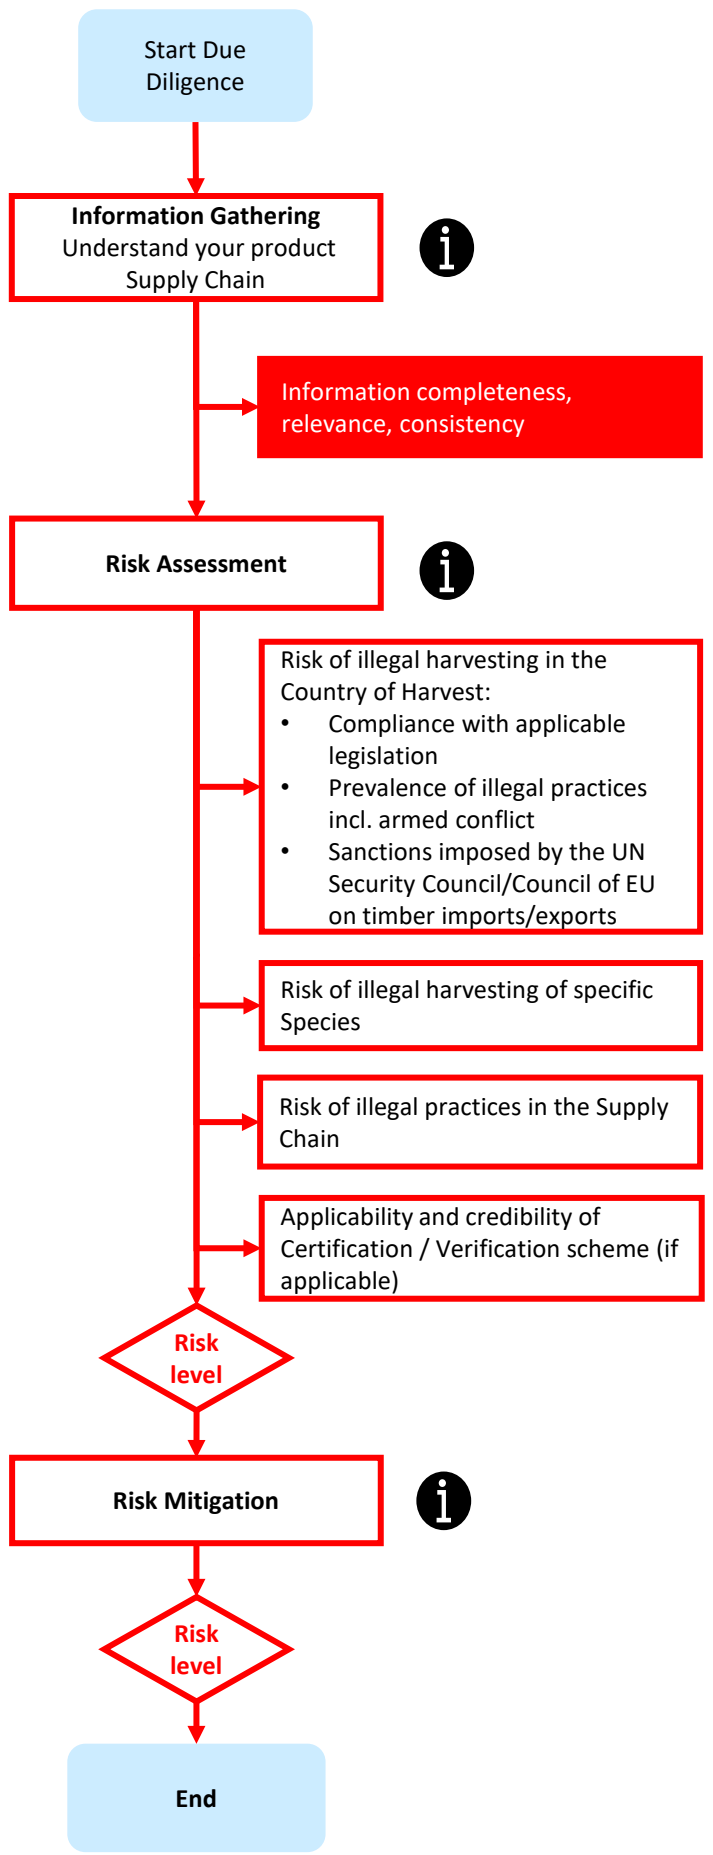 Start Due
Diligence
Information Gathering
Understand your product
Supply Chain
Information completeness,
relevance, consistency
Risk Assessment
Risk of illegal harvesting in the
Country of Harvest:
• Compliance with applicable
legislation
• Prevalence of illegal practices
incl. armed conflict
• Sanctions imposed by the UN
Security Council/Council of EU
on timber imports/exports
Risk of illegal harvesting of specific
Species
Risk of illegal practices in the Supply
Chain
Applicability and credibility of
Certification / Verification scheme (if
applicable)
Risk
level
Risk Mitigation
Risk
level
End